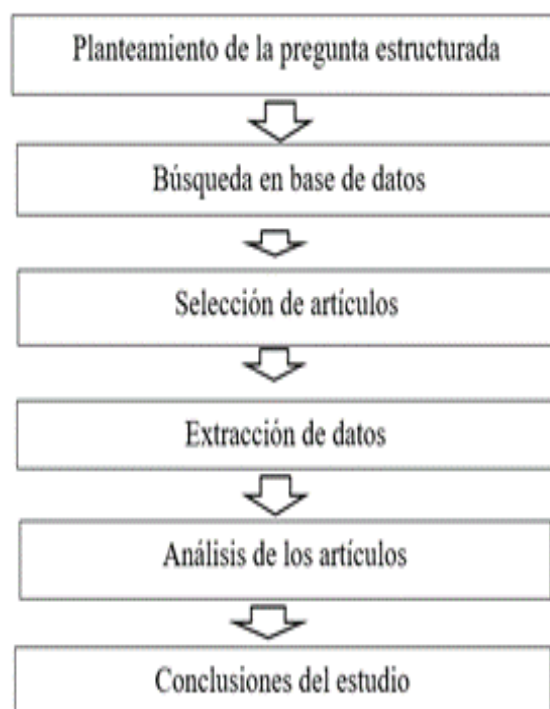 Planteamiento de la pregunta estructurada
Búsqueda en base de datos
Selección de artículos
Extracción de datos
Análisis de los artículos
Conclusiones del estudio